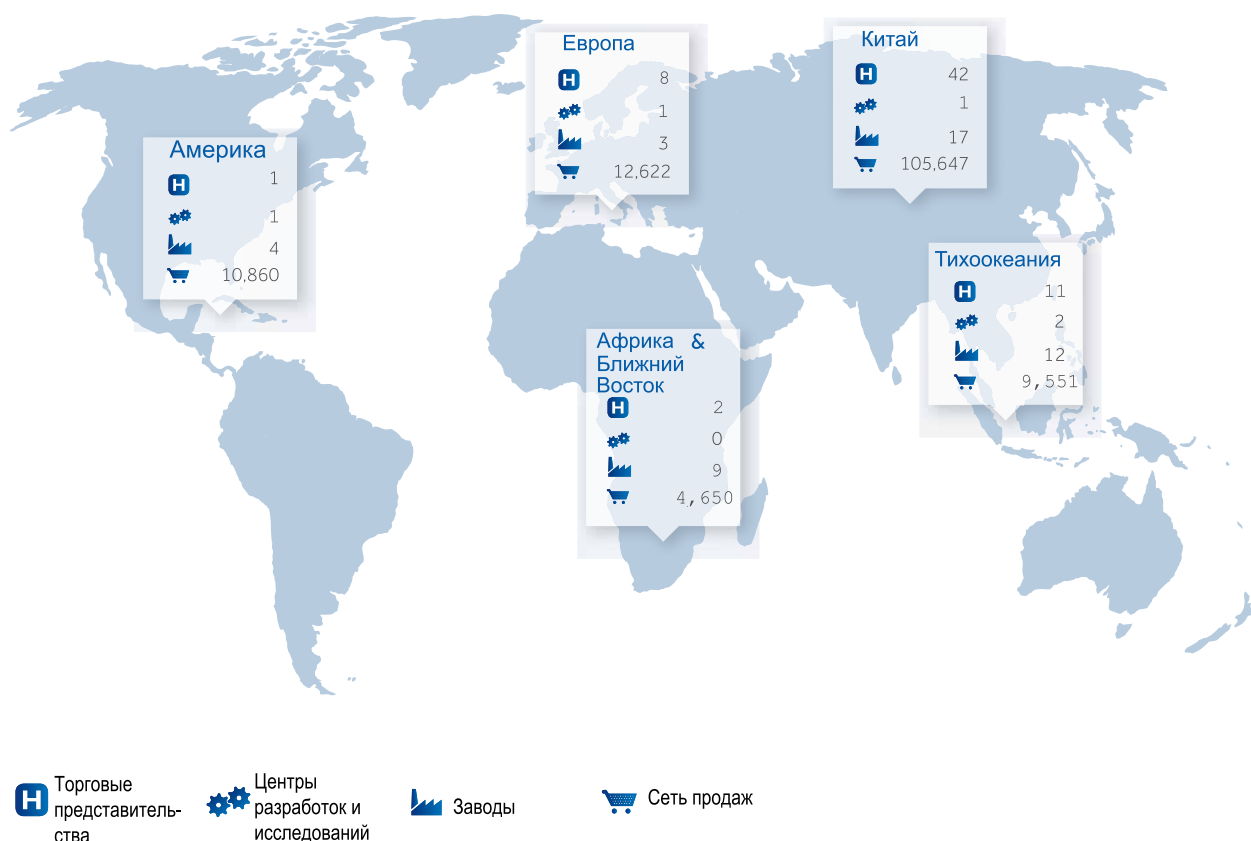 Европа
8
1
3
12,622
Китай
42
1
17
105,647
Америка
1
1
4
10,860
Тихоокеания
11
2
12
9,551
Африка &
Ближний
Восток
2
0
9
4,650
H Торговые
представитель-
ства
Центры
разработок и
исследований
Заводы
Сеть продаж